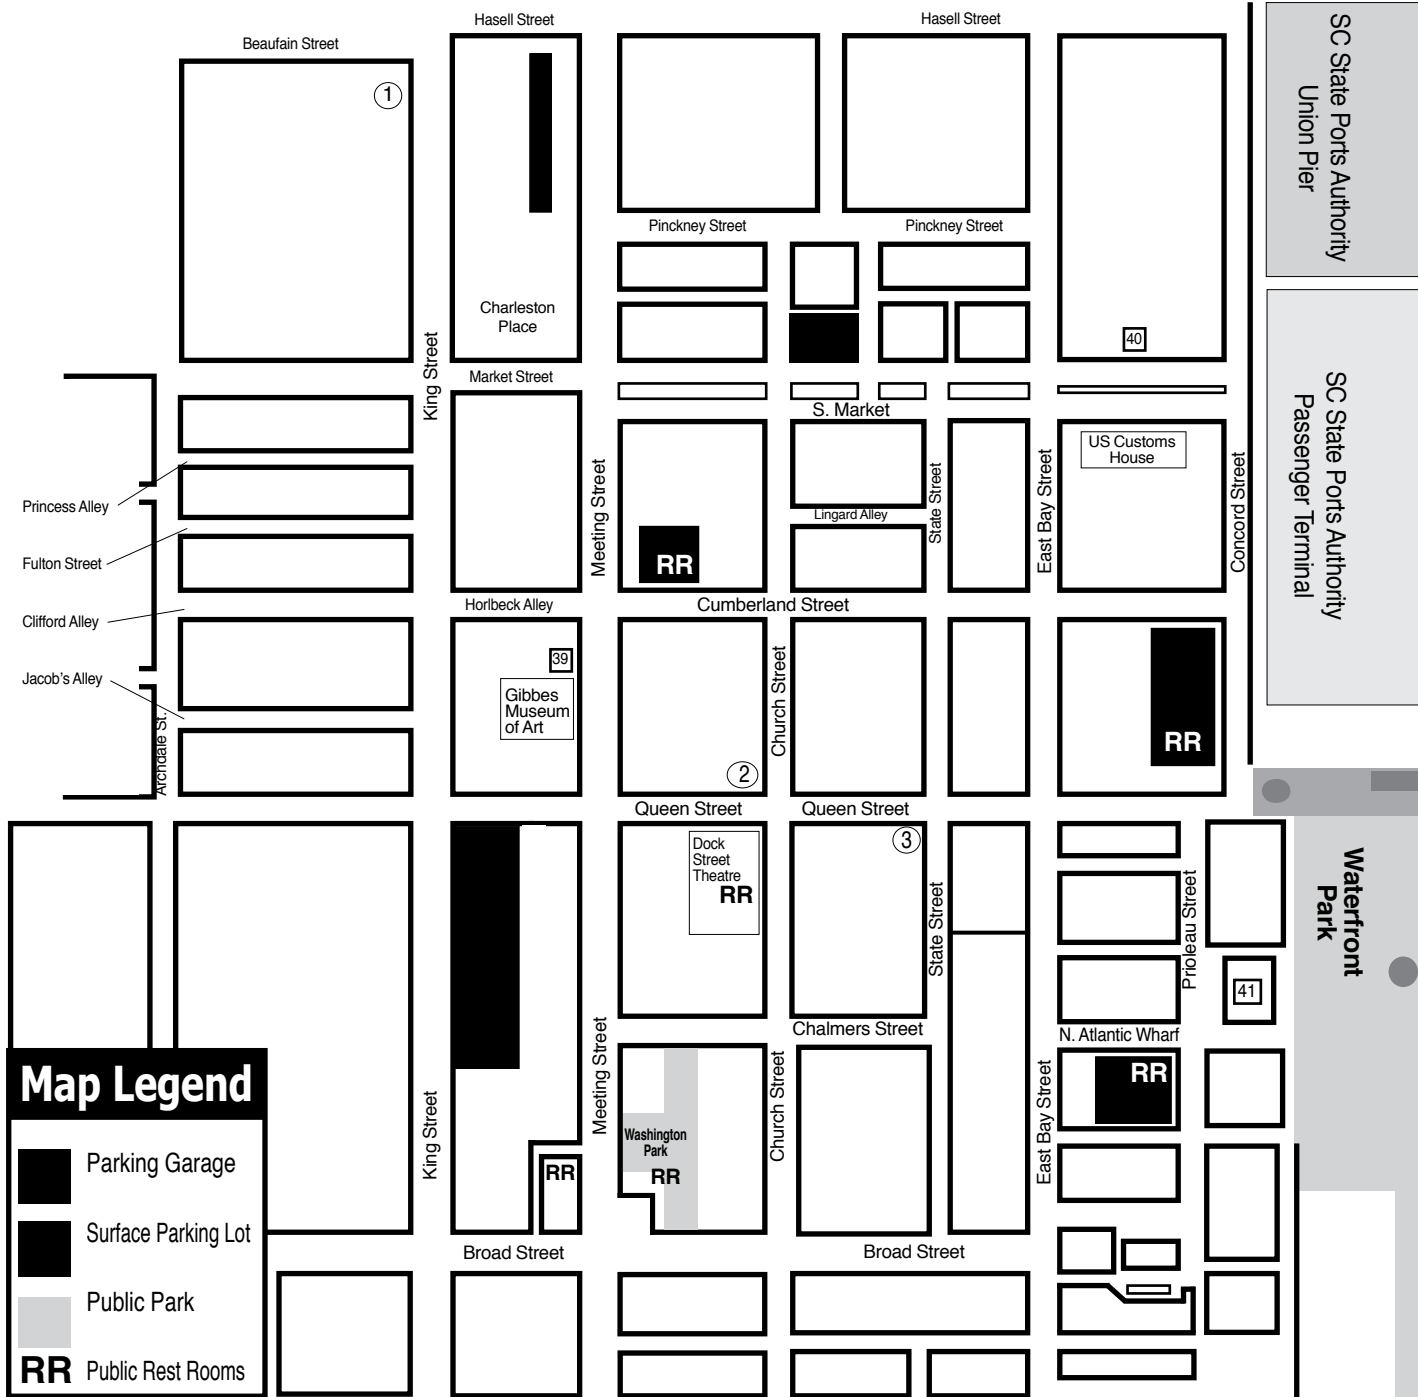 Hasell Street
Hasell Street
Beaufain Street
SC State Ports Authority
Union Pier
1
Pinckney Street
Pinckney Street
Charleston
Place
40
King Street
Market Street
SC State Ports Authority
Passenger Terminal
S. Market
US Customs
House
Meeting Street
State Street
East Bay Street
Concord Street
Princess Alley
Lingard Alley
Fulton Street
RR
Horlbeck Alley
Cumberland Street
Clifford Alley
39
Church Street
Jacob's Alley
Gibbes
Museum
of Art
Archdale St.
RR
2
Queen Street
Queen Street
Dock
Street
Theatre
RR
3
Waterfront
Park
State Street
Prioleau Street
41
Chalmers Street
N. Atlantic Wharf
Meeting Street
King Street
Church Street
East Bay Street
RR
Washington
Park
RR
RR
Broad Street
Broad Street
Map Legend
Parking Garage
Surface Parking Lot
Public Park
RR Public Rest Rooms